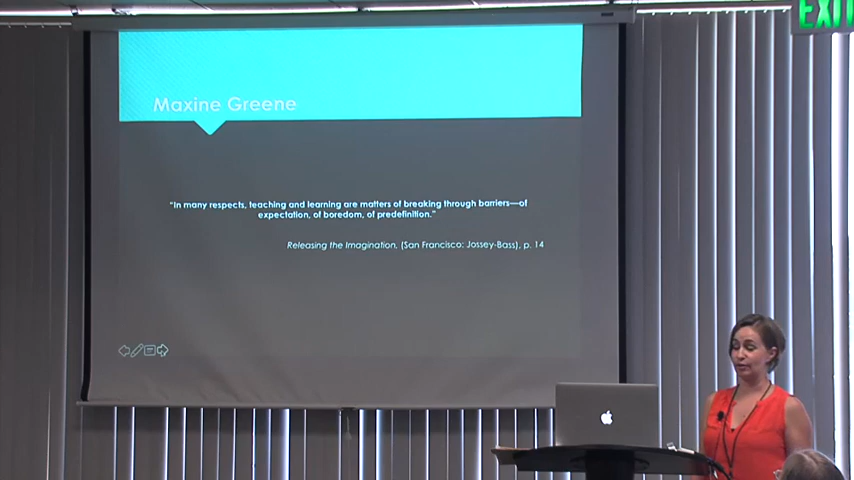 EXIT
Maxine Greene
“In many respects, teaching and learning are matters of breaking through barriers—of
expectation, of boredom, of predefinition.”
Releasing the Imagination, (San Francisco: Jossey-Bass), p. 14